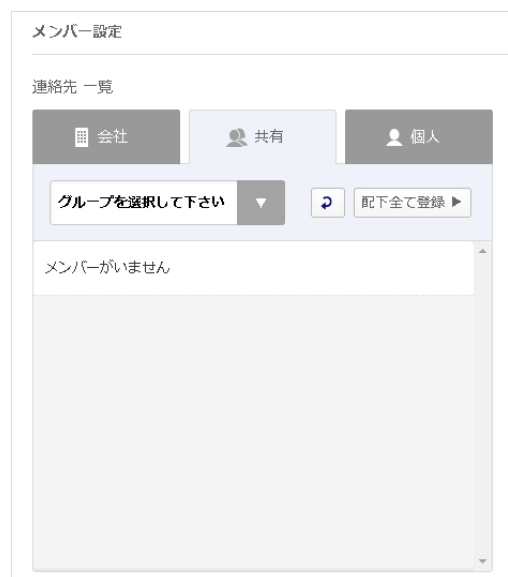 メンバー設定
連絡先 一覧
会社
共有
個人
グループを選択して下さい ▼
配下全て登録 ▶
メンバーがいません